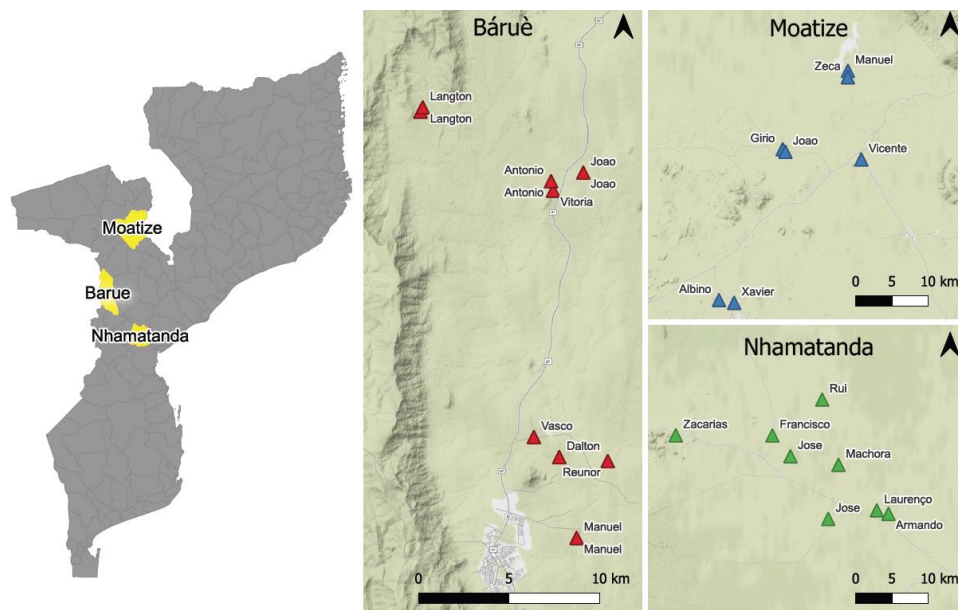 Moatize
Barue
Nhamatanda
Báruè
Langton
Langton
Antonio
Joao
Joao
Antonio
Vitoria
Vasco
Dalton
Reunor
Manuel
Manuel
0 5 10 km
Moatize
Zeca
Manuel
Girio
Joao
Vicente
Albino
Xavier
0 5 10 km
Nhamatanda
Rui
Zacarias
Francisco
Jose
Machora
Laurenço
Jose
Armando
0 5 10 km